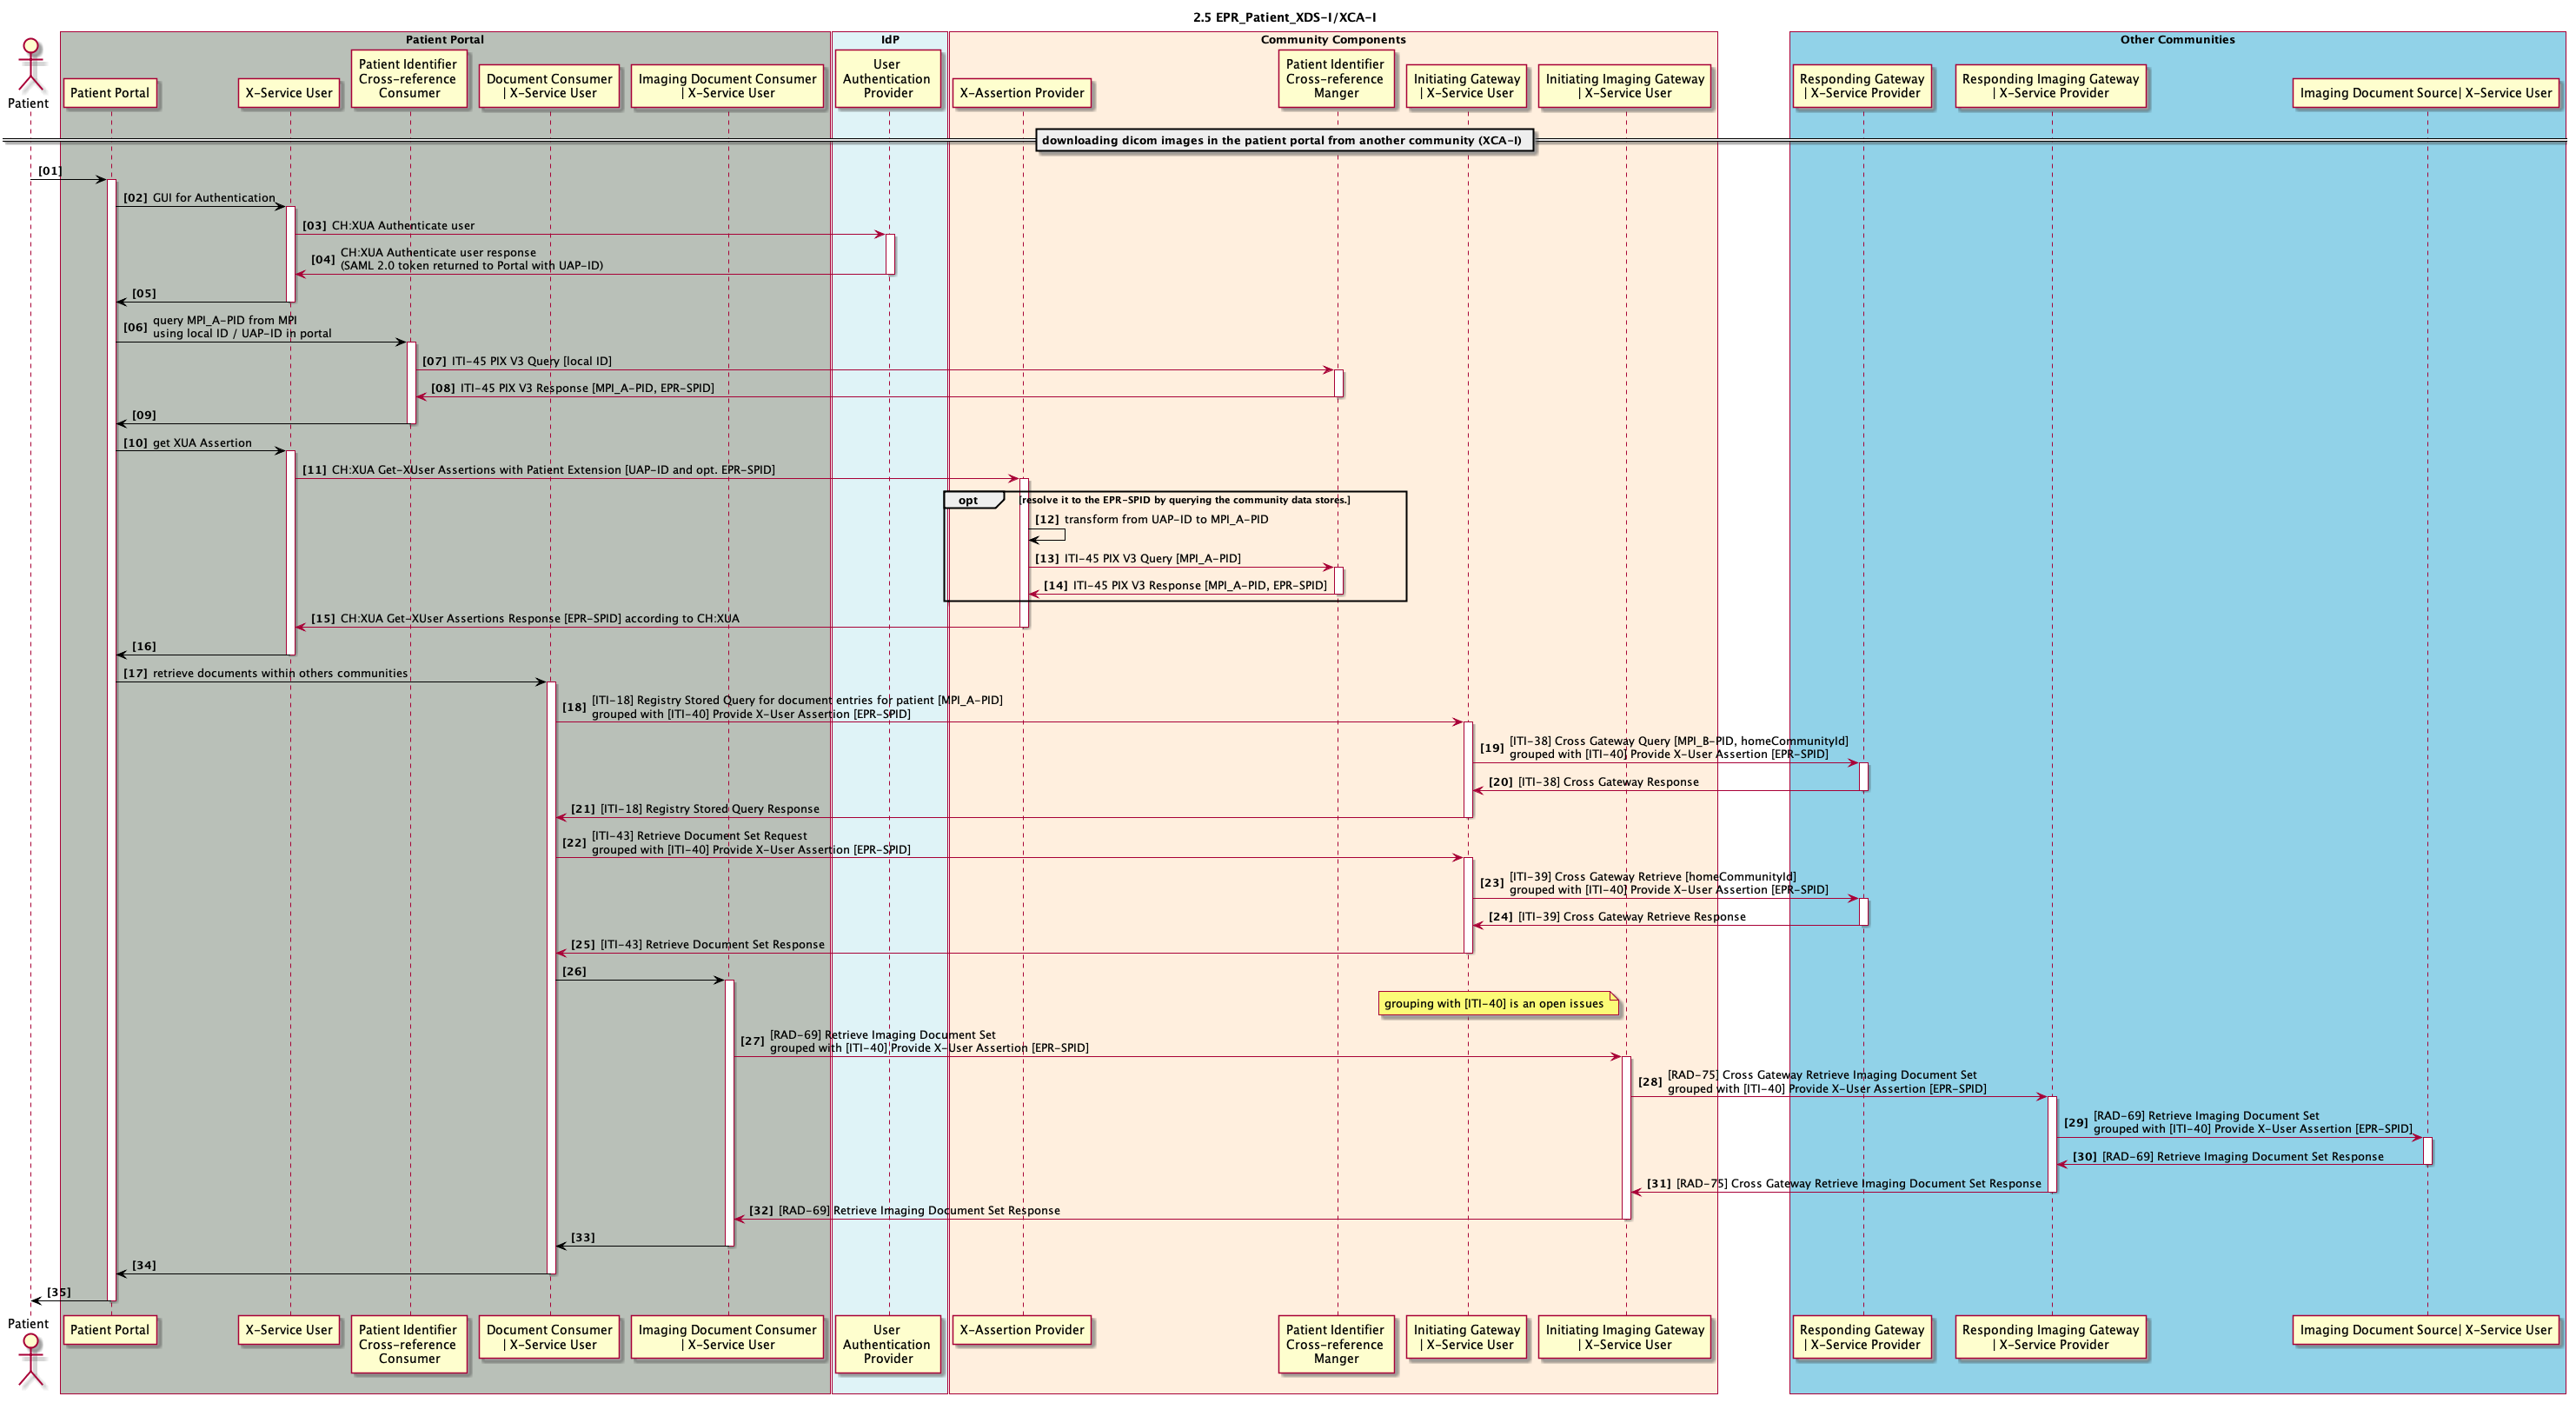 2.5 EPR_Patient_XDS-I/XCA-I
Patient Portal
IdP
Community Components
Other Communities
Patient
Patient Portal
X-Service User
Patient Identifier
Cross-reference
Consumer
Document Consumer
| X-Service User
Imaging Document Consumer
| X-Service User
User
Authentication
Provider
X-Assertion Provider
Patient Identifier
Cross-reference
Manger
Initiating Gateway
| X-Service User
Initiating Imaging Gateway
| X-Service User
Responding Gateway
| X-Service Provider
Responding Imaging Gateway
| X-Service Provider
Imaging Document Source| X-Service User
downloading dicom images in the patient portal from another community (XCA-I)
[01]
[02] GUI for Authentication
[03] CH:XUA Authenticate user
[04] CH:XUA Authenticate user response
(SAML 2.0 token returned to Portal with UAP-ID)
[05]
[06] query MPI_A-PID from MPI
using local ID / UAP-ID in portal
[07] ITI-45 PIX V3 Query [local ID]
[08] ITI-45 PIX V3 Response [MPI_A-PID, EPR-SPID]
[09]
[10] get XUA Assertion
[11] CH:XUA Get-XUser Assertions with Patient Extension [UAP-ID and opt. EPR-SPID]
opt [resolve it to the EPR-SPID by querying the community data stores.]
[12] transform from UAP-ID to MPI_A-PID
[13] ITI-45 PIX V3 Query [MPI_A-PID]
[14] ITI-45 PIX V3 Response [MPI_A-PID, EPR-SPID]
[15] CH:XUA Get-XUser Assertions Response [EPR-SPID] according to CH:XUA
[16]
[17] retrieve documents within others communities
[18] [ITI-18] Registry Stored Query for document entries for patient [MPI_A-PID]
grouped with [ITI-40] Provide X-User Assertion [EPR-SPID]
[19] [ITI-38] Cross Gateway Query [MPI_B-PID, homeCommunityId]
grouped with [ITI-40] Provide X-User Assertion [EPR-SPID]
[20] [ITI-38] Cross Gateway Response
[21] [ITI-18] Registry Stored Query Response
[22] [ITI-43] Retrieve Document Set Request
grouped with [ITI-40] Provide X-User Assertion [EPR-SPID]
[23] [ITI-39] Cross Gateway Retrieve [homeCommunityId]
grouped with [ITI-40] Provide X-User Assertion [EPR-SPID]
[24] [ITI-39] Cross Gateway Retrieve Response
[25] [ITI-43] Retrieve Document Set Response
[26]
grouping with [ITI-40] is an open issues
[27] [RAD-69] Retrieve Imaging Document Set
grouped with [ITI-40] Provide X-User Assertion [EPR-SPID]
[28] [RAD-75] Cross Gateway Retrieve Imaging Document Set
grouped with [ITI-40] Provide X-User Assertion [EPR-SPID]
[29] [RAD-69] Retrieve Imaging Document Set
grouped with [ITI-40] Provide X-User Assertion [EPR-SPID]
[30] [RAD-69] Retrieve Imaging Document Set Response
[31] [RAD-75] Cross Gateway Retrieve Imaging Document Set Response
[32] [RAD-69] Retrieve Imaging Document Set Response
[33]
[34]
[35]
Patient
Patient Portal
X-Service User
Patient Identifier
Cross-reference
Consumer
Document Consumer
| X-Service User
Imaging Document Consumer
| X-Service User
User
Authentication
Provider
X-Assertion Provider
Patient Identifier
Cross-reference
Manger
Initiating Gateway
| X-Service User
Initiating Imaging Gateway
| X-Service User
Responding Gateway
| X-Service Provider
Responding Imaging Gateway
| X-Service Provider
Imaging Document Source| X-Service User